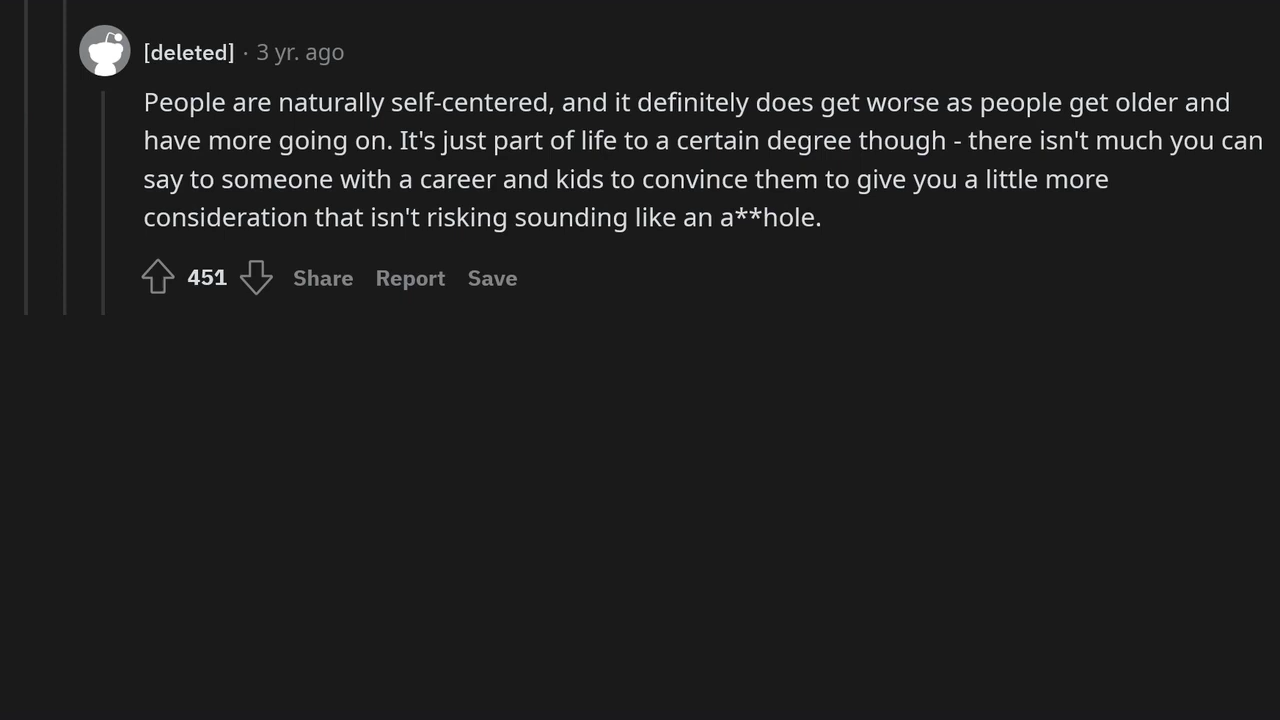 [deleted] · 3 yr. ago
People are naturally self-centered, and it definitely does get worse as people get older and
have more going on. It's just part of life to a certain degree though - there isn't much you can
say to someone with a career and kids to convince them to give you a little more
consideration that isn't risking sounding like an a**hole.
451 Share Report Save